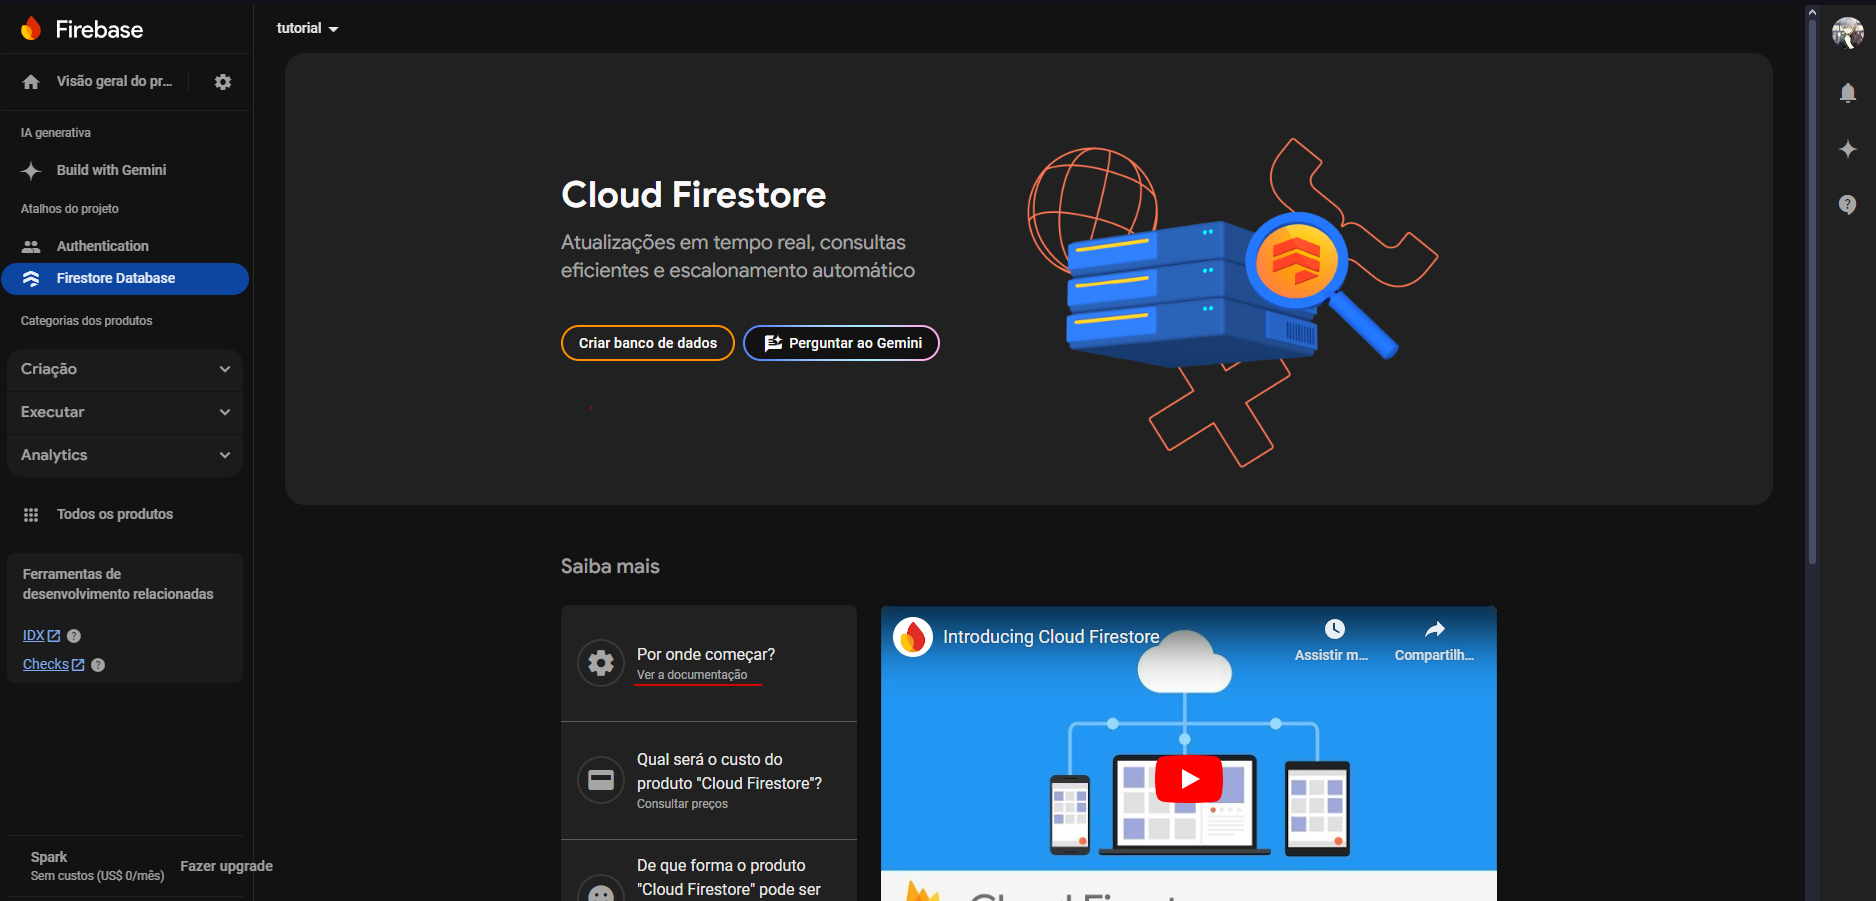 Firebase
tutorial
Visão geral do pr...
IA generativa
Build with Gemini
Atalhos do projeto
Authentication
Firestore Database
Categorias dos produtos
Criação
Executar
Analytics
Todos os produtos
Ferramentas de
desenvolvimento relacionadas
IDX
Checks
Spark
Sem custos (US$ 0/mês)
Fazer upgrade
Cloud Firestore
Atualizações em tempo real, consultas
eficientes e escalonamento automático
Criar banco de dados
Perguntar ao Gemini
Saiba mais
Por onde começar?
Ver a documentação
Qual será o custo do
produto "Cloud Firestore"?
Consultar preços
De que forma o produto
"Cloud Firestore" pode ser
Introducing Cloud Firestore
Assistir m...
Compartilh...
Cloud Firest